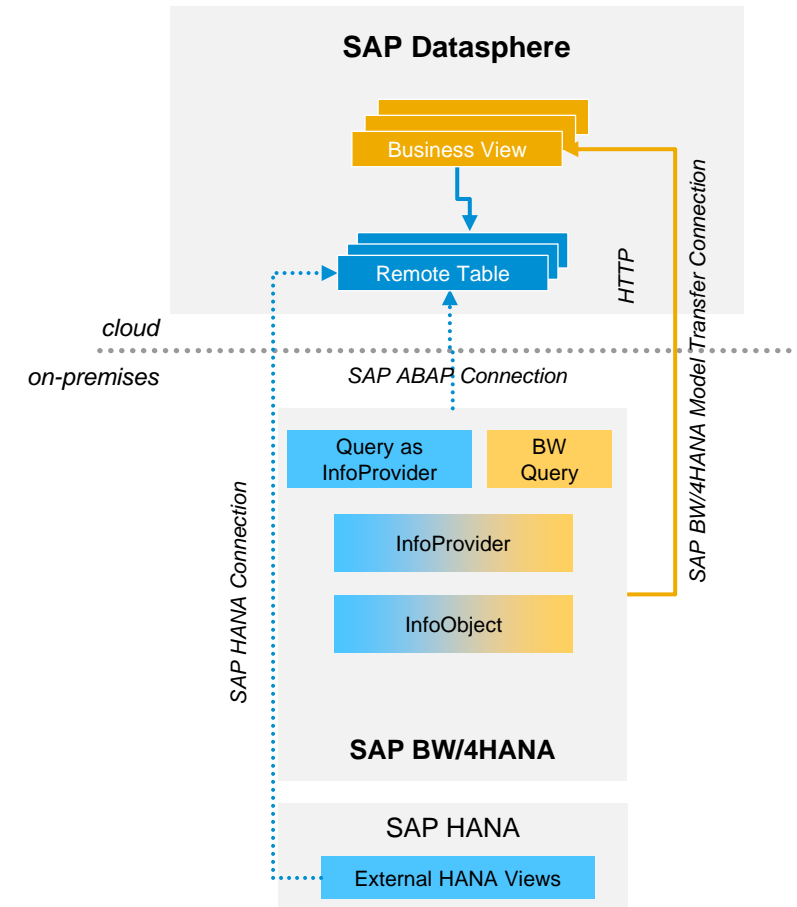 SAP Datasphere
Business View
Remote Table
HTTP
SAP BW/4HANA Model Transfer Connection
cloud
on-premises
SAP ABAP Connection
SAP HANA Connection
Query as
InfoProvider
BW
Query
InfoProvider
InfoObject
SAP BW/4HANA
SAP HANA
External HANA Views